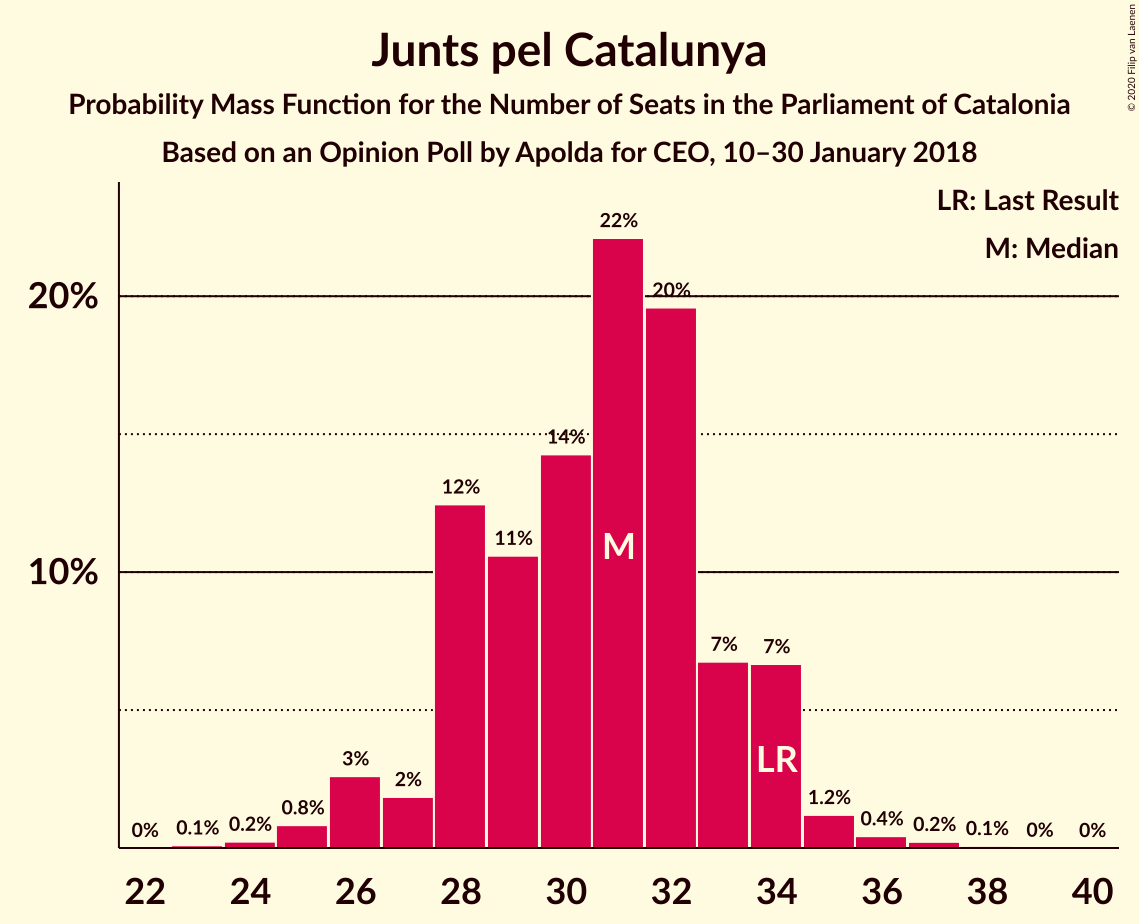 Junts pel Catalunya
Probability Mass Function for the Number of Seats in the Parliament of Catalonia
Based on an Opinion Poll by Apolda for CEO, 10–30 January 2018
© 2020 Filip van Laenen
LR: Last Result
M: Median
20%
10%
0%
0.1%
0.2%
0.8%
3%
2%
12%
11%
14%
22%
20%
7%
7%
1.2%
0.4%
0.2%
0.1%
0%
0%
M
LR
22 24 26 28 30 32 34 36 38 40